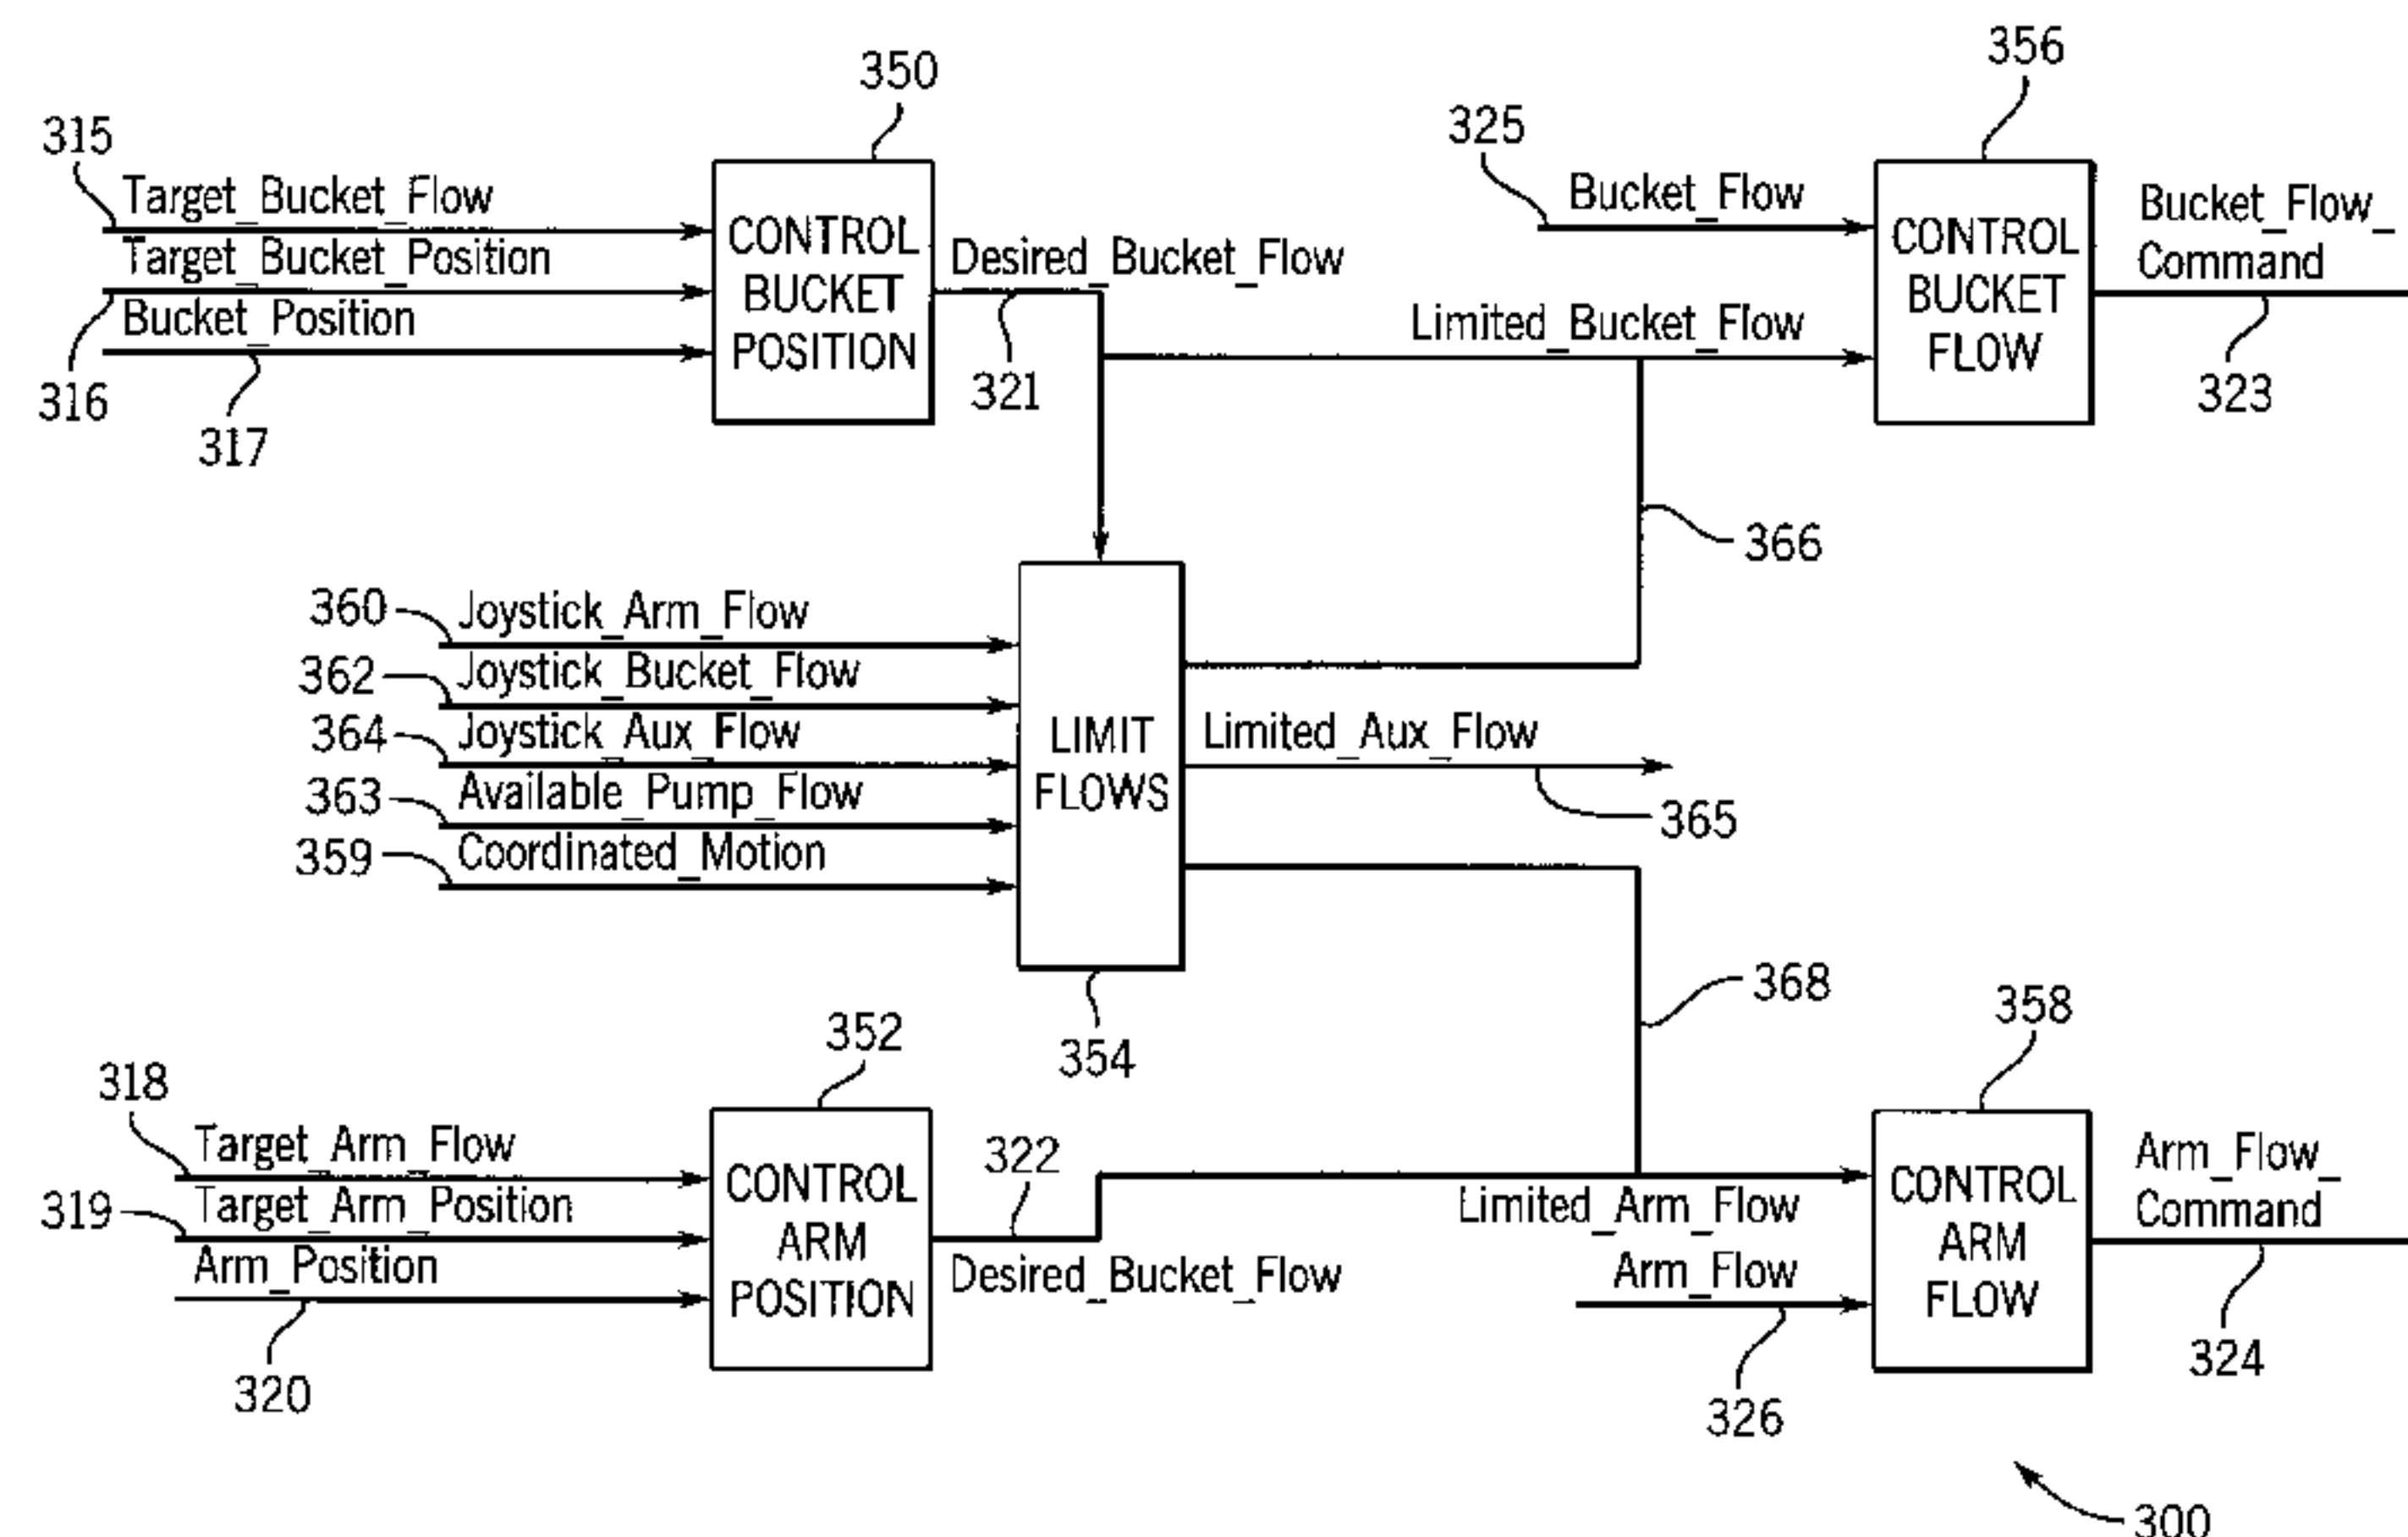 350
315
Target_Bucket_Flow
Target_Bucket_Position
Bucket_Position
316
317
CONTROL
BUCKET
POSITION
Desired_Bucket_Flow
321
356
325
Bucket_Flow
Limited_Bucket_Flow
CONTROL
BUCKET
FLOW
Bucket_Flow_
Command
323
366
360
Joystick_Arm_Flow
362
Joystick_Bucket_Flow
364
Joystick_Aux_Flow
363
Available_Pump_Flow
359
Coordinated_Motion
LIMIT
FLOWS
354
Limited_Aux_Flow
365
368
352
318
Target_Arm_Flow
319
Target_Arm_Position
Arm_Position
320
CONTROL
ARM
POSITION
322
Desired_Bucket_Flow
358
Limited_Arm_Flow
Arm_Flow
326
CONTROL
ARM
FLOW
Arm_Flow_
Command
324
300